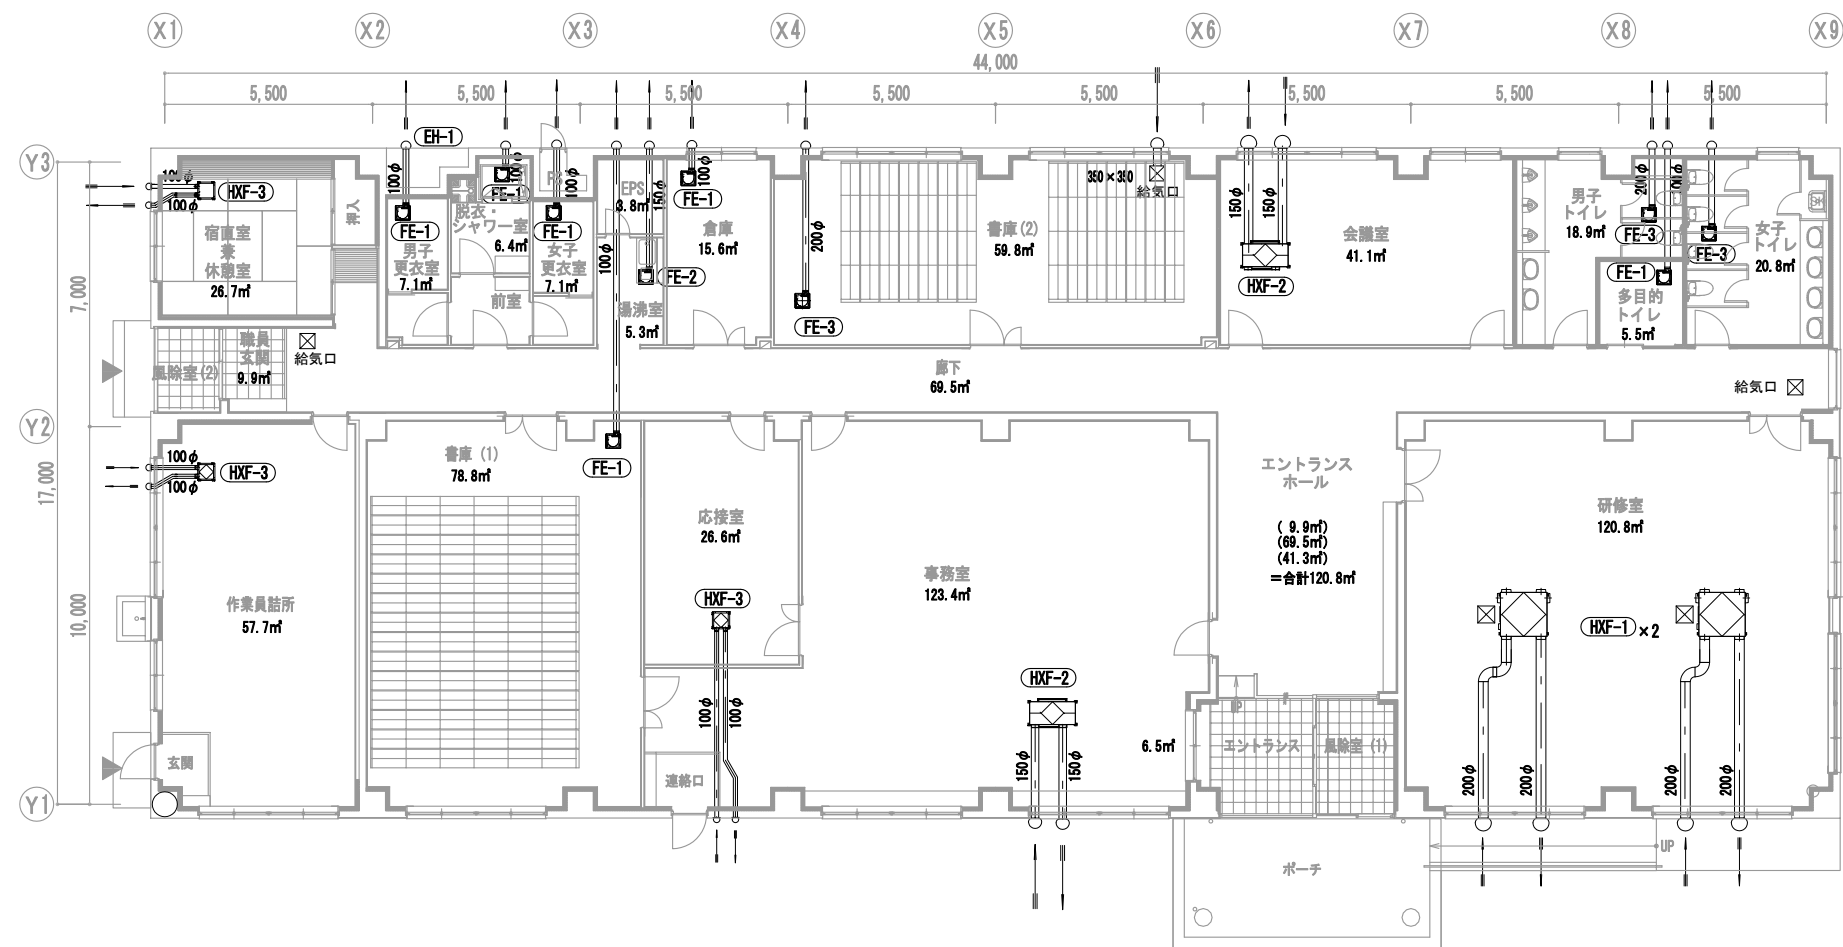 X1
X2
X3
X4
X5
X6
X7
X8
X9
44,000
5,500
5,500
5,500
5,500
5,500
5,500
5,500
5,500
Y3
Y2
Y1
7,000
17,000
10,000
100φ
HXF-3
100φ
宿直室
兼
休憩室
26.7㎡
押入
EH-1
100φ
FE-1
男子
更衣室
7.1㎡
100φ
FE-1
脱衣・
シャワー室
6.4㎡
前室
100φ
FE-1
女子
更衣室
7.1㎡
EPS
3.8㎡
150φ
100φ
FE-2
湯沸室
5.3㎡
100φ
FE-1
倉庫
15.6㎡
200φ
FE-3
書庫(2)
59.8㎡
350×350
給気口
150φ
150φ
HXF-2
会議室
41.1㎡
男子
トイレ
18.9㎡
200φ
100φ
FE-3
FE-1
多目的
トイレ
5.5㎡
FE-3
女子
トイレ
20.8㎡
職員
玄関
9.9㎡
風除室(2)
給気口
廊下
69.5㎡
給気口
100φ
HXF-3
100φ
作業員詰所
57.7㎡
玄関
書庫 (1)
78.8㎡
FE-1
応接室
26.6㎡
HXF-3
100φ
100φ
連絡口
事務室
123.4㎡
HXF-2
150φ
150φ
エントランス
ホール
( 9.9㎡)
(69.5㎡)
(41.3㎡)
=合計120.8㎡
UP
6.5㎡
エントランス
風除室(1)
ポーチ
UP
研修室
120.8㎡
HXF-1 ×2
200φ
200φ
200φ
200φ